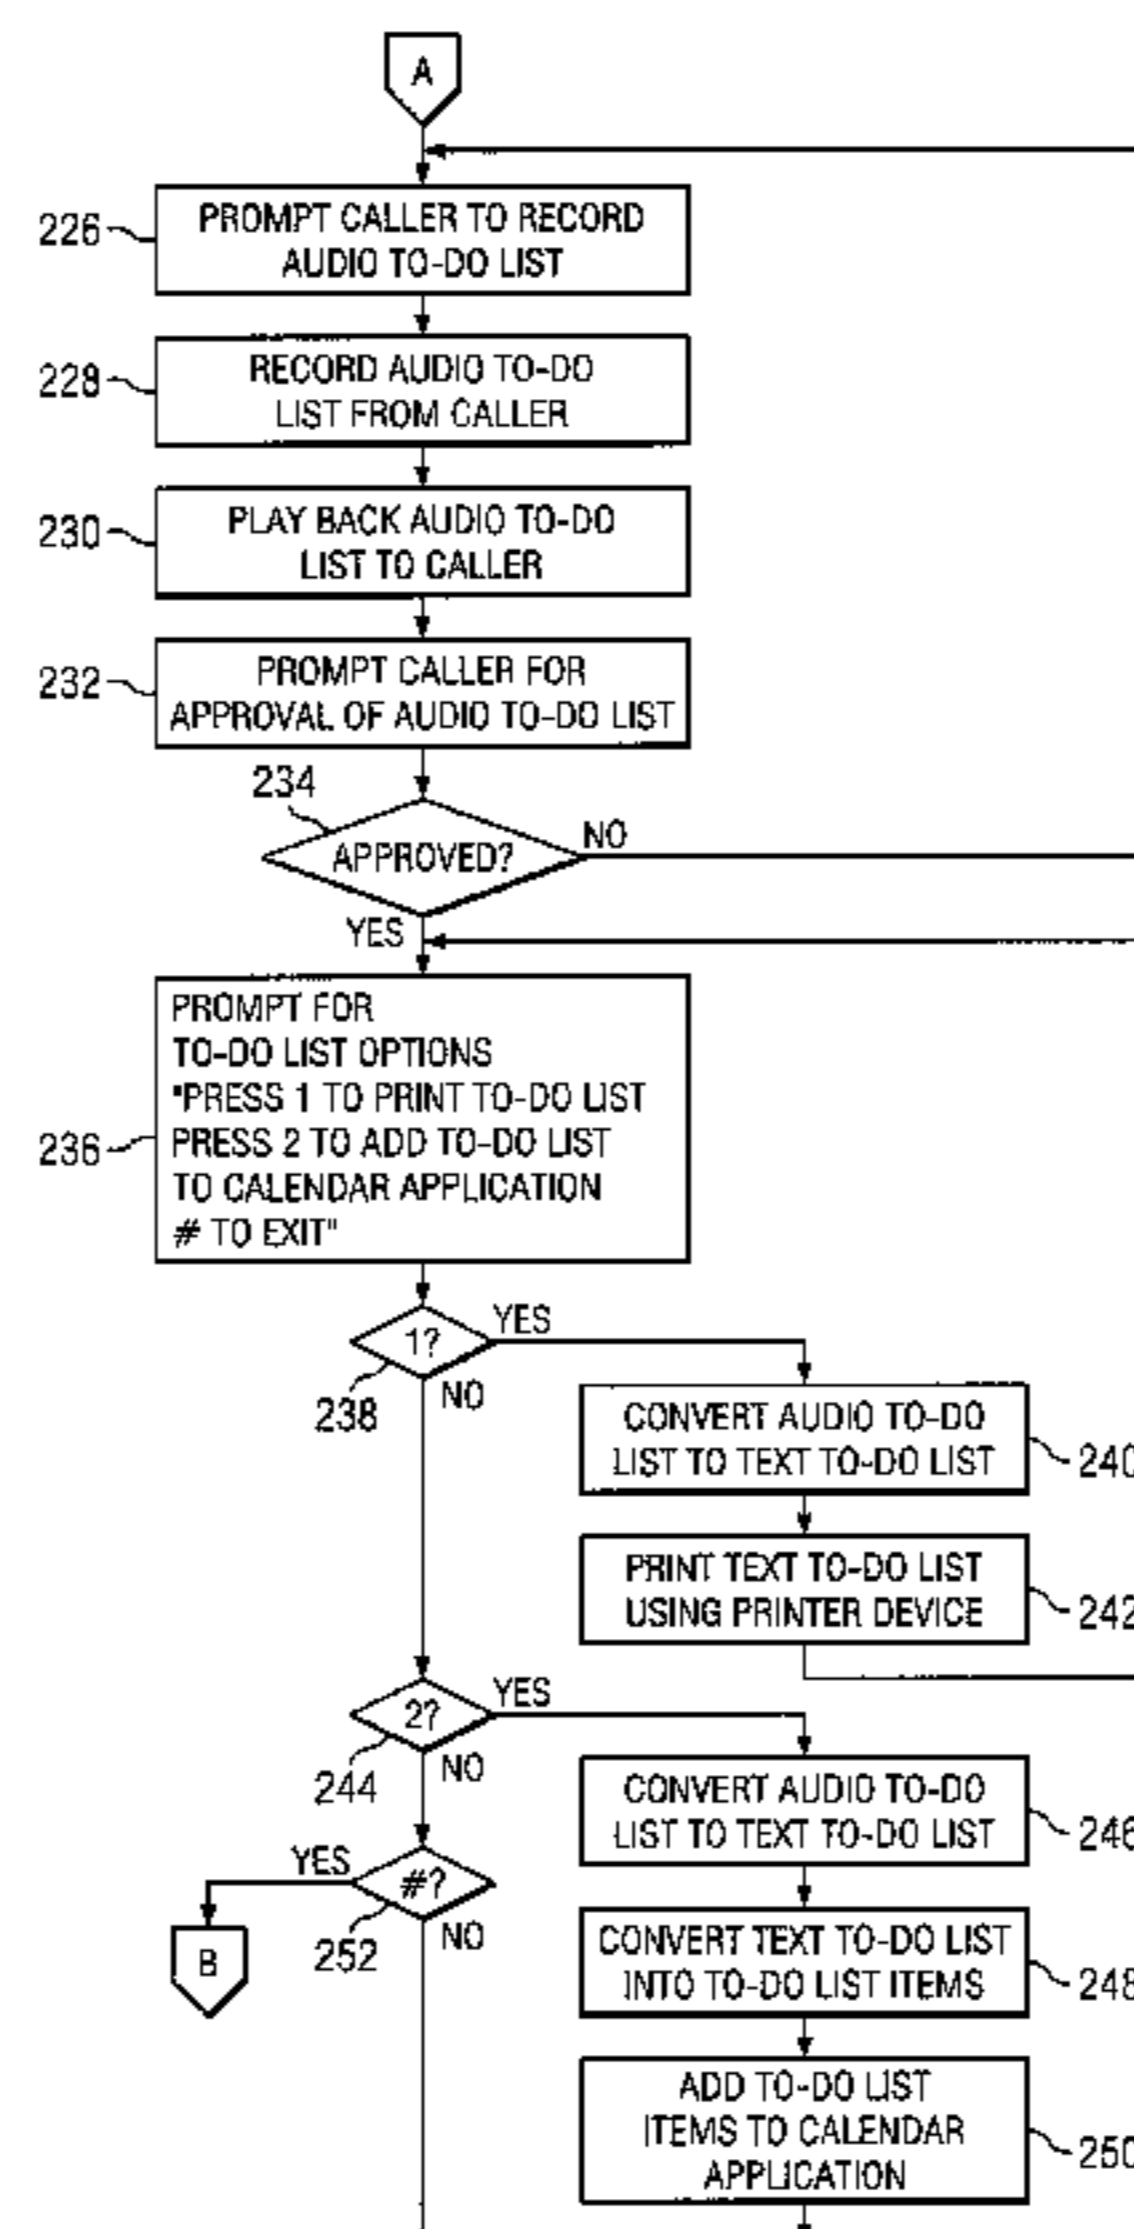 A
226
PROMPT CALLER TO RECORD
AUDIO TO-DO LIST
228
RECORD AUDIO TO-DO
LIST FROM CALLER
230
PLAY BACK AUDIO TO-DO
LIST TO CALLER
232
PROMPT CALLER FOR
APPROVAL OF AUDIO TO-DO LIST
234
APPROVED?
NO
YES
236
PROMPT FOR
TO-DO LIST OPTIONS
"PRESS 1 TO PRINT TO-DO LIST
PRESS 2 TO ADD TO-DO LIST
TO CALENDAR APPLICATION
# TO EXIT"
1?
YES
238
NO
CONVERT AUDIO TO-DO
LIST TO TEXT TO-DO LIST
240
PRINT TEXT TO-DO LIST
USING PRINTER DEVICE
242
2?
YES
244
NO
CONVERT AUDIO TO-DO
LIST TO TEXT TO-DO LIST
246
YES
#?
252
NO
B
CONVERT TEXT TO-DO LIST
INTO TO-DO LIST ITEMS
248
ADD TO-DO LIST
ITEMS TO CALENDAR
APPLICATION
250